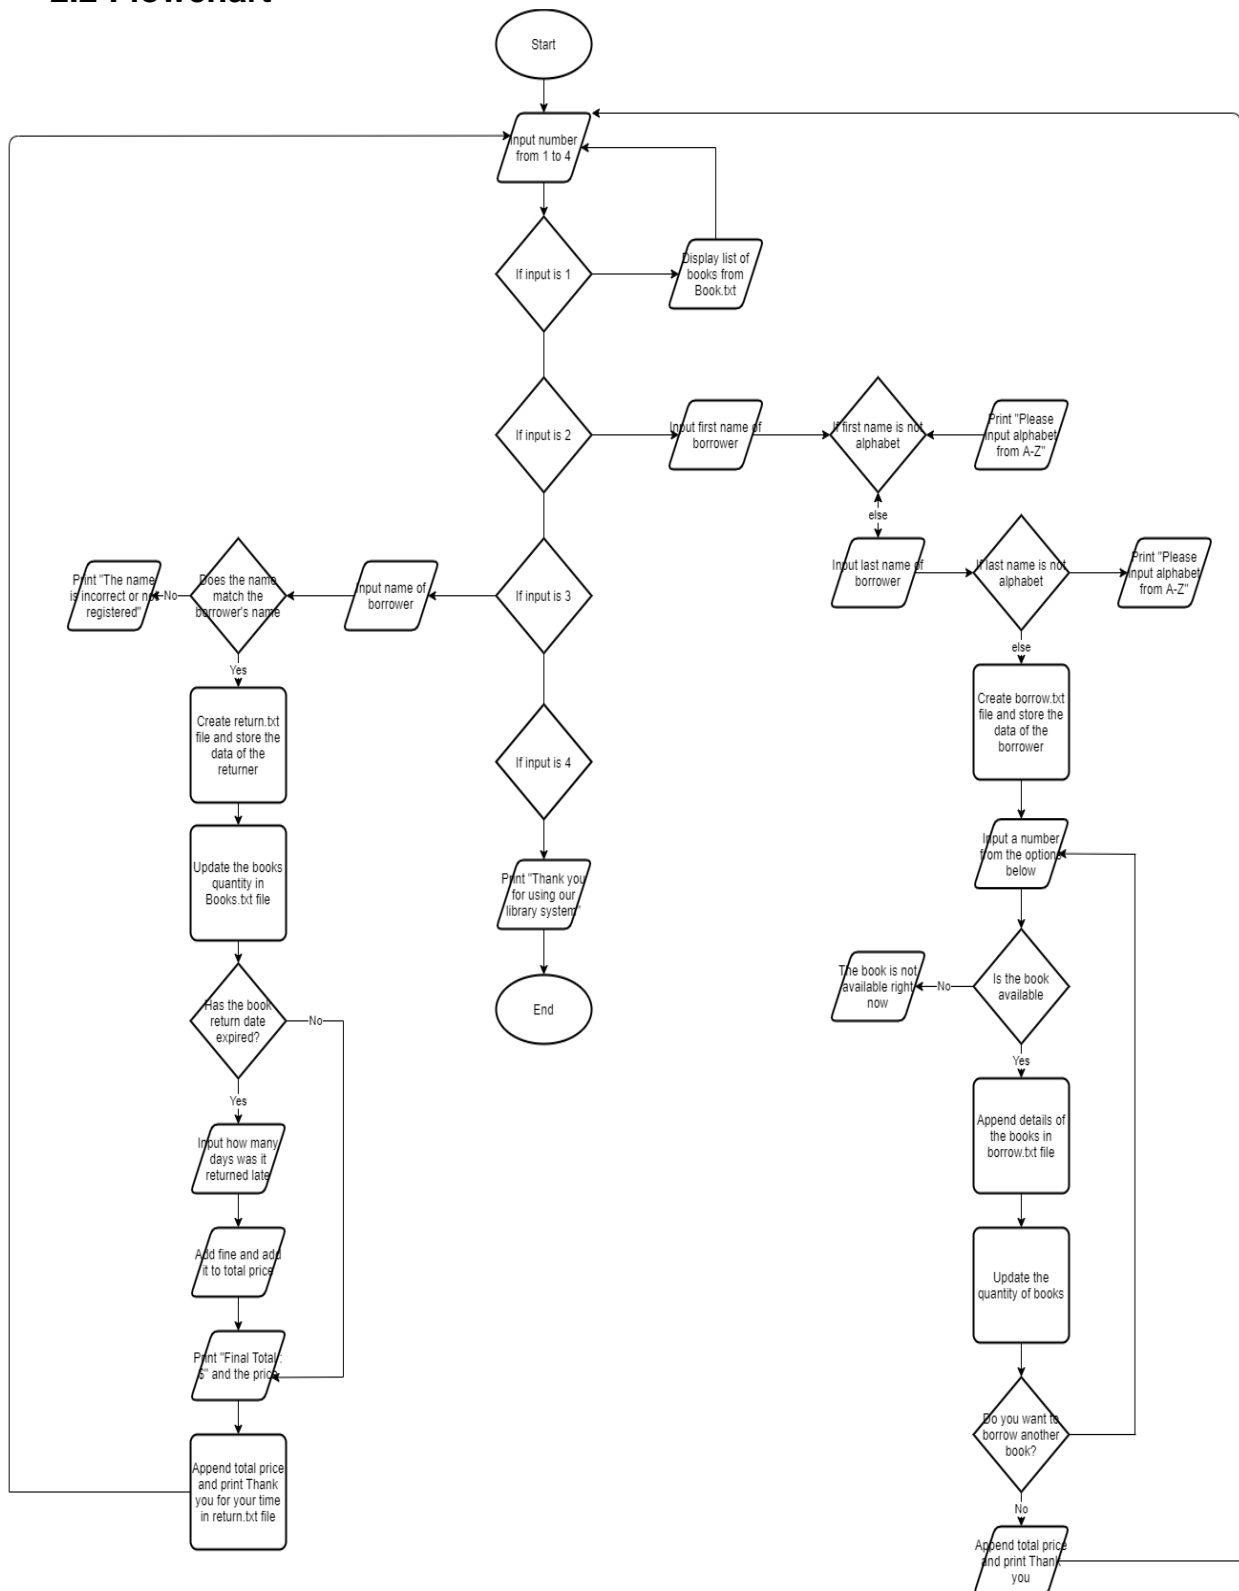 2.2 Flowchart
Start
Input number
from 1 to 4
If input is 1
Display list of
books from
Book.txt
If input is 2
Input first name of
borrower
If first name is not
alphabet
Print "Please
input alphabet
from A-Z"
else
Input last name of
borrower
If last name is not
alphabet
Print "Please
input alphabet
from A-Z"
else
Create borrow.txt
file and store the
data of the
borrower
Input a number
from the options
below
Is the book
available
No
The book is not
available right
now
Yes
Append details of
the books in
borrow.txt file
Update the
quantity of books
Do you want to
borrow another
book?
No
Append total price
and print Thank
you
If input is 3
Input name of
borrower
Does the name
match the
borrower's name
No
Print "The name
is incorrect or not
registered"
Yes
Create return.txt
file and store the
data of the
returner
Update the books
quantity in
Books.txt file
Has the book
return date
expired?
No
Yes
Input how many
days was it
returned late
Add fine and add
it to total price
Print "Final Total :
$" and the price
Append total price
and print Thank
you for your time
in return.txt file
If input is 4
Print "Thank you
for using our
library system"
End